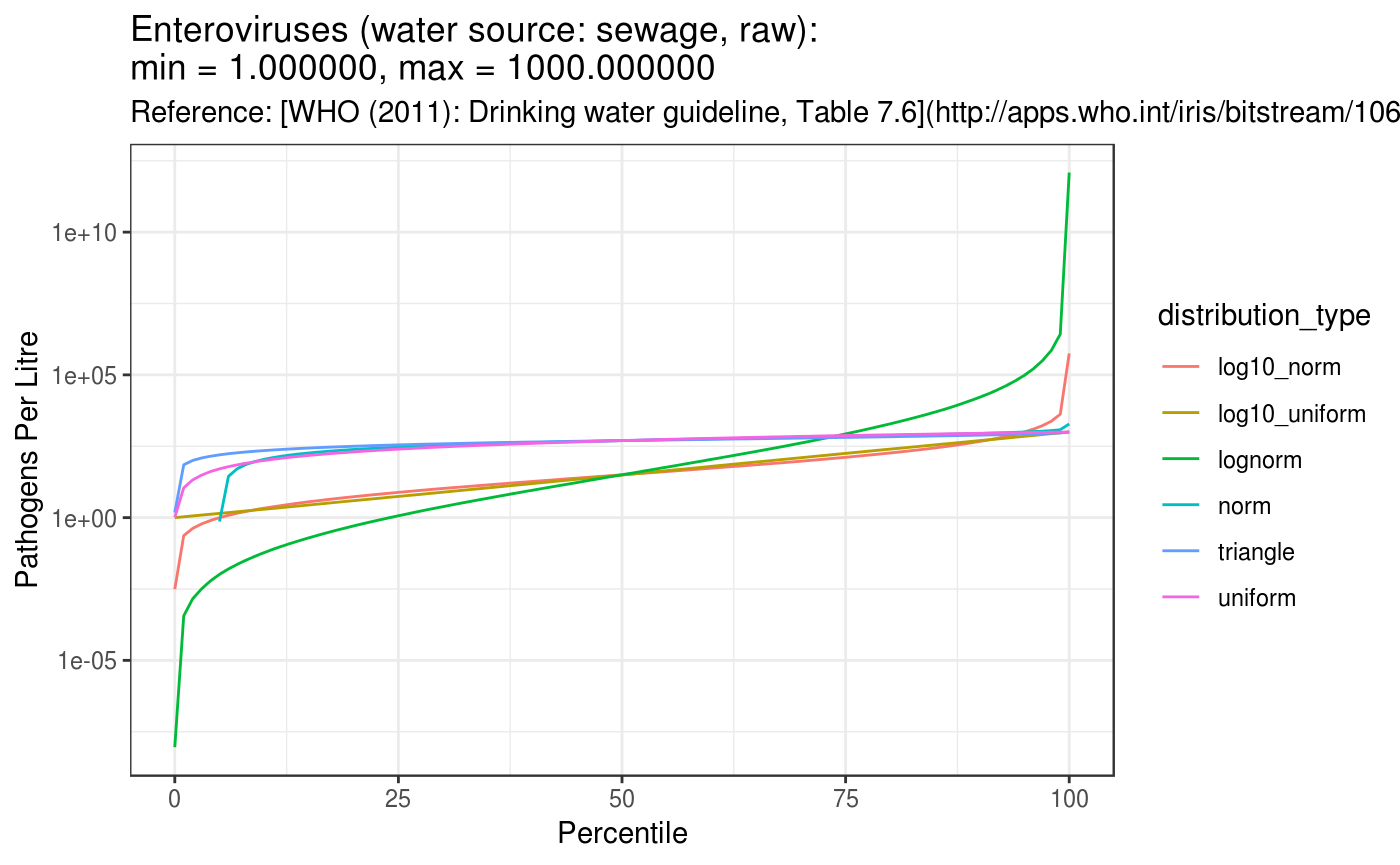 Enteroviruses (water source: sewage, raw):
min = 1.000000, max = 1000.000000
Reference: [WHO (2011): Drinking water guideline, Table 7.6](http://apps.who.int/iris/bitstream/106
Pathogens Per Litre
1e+10
1e+05
1e+00
1e-05
0 25 50 75 100
Percentile
distribution_type
log10_norm
log10_uniform
lognorm
norm
triangle
uniform